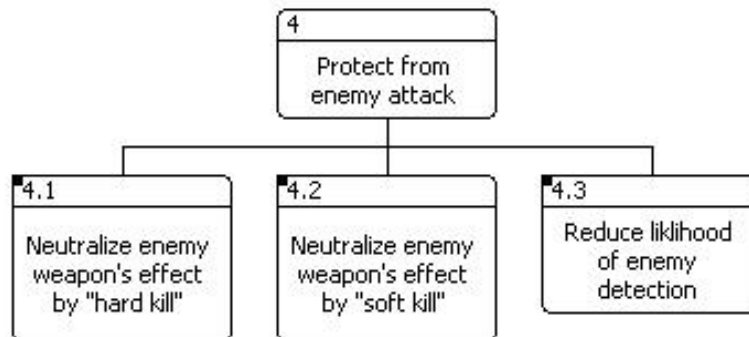 4
Protect from
enemy attack
4.1
Neutralize enemy
weapon's effect
by "hard kill"
4.2
Neutralize enemy
weapon's effect
by "soft kill"
4.3
Reduce liklihood
of enemy
detection